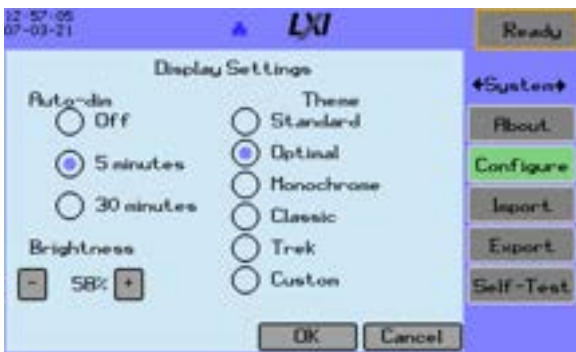 12:57:05
07-03-21
LXI
Ready
Display Settings
Auto-dim
Off
5 minutes
30 minutes
Brightness
- 58% +
Theme
Standard
Optimal
Monochrome
Classic
Trek
Custom
OK Cancel
System
About
Configure
Import
Export
Self-Test